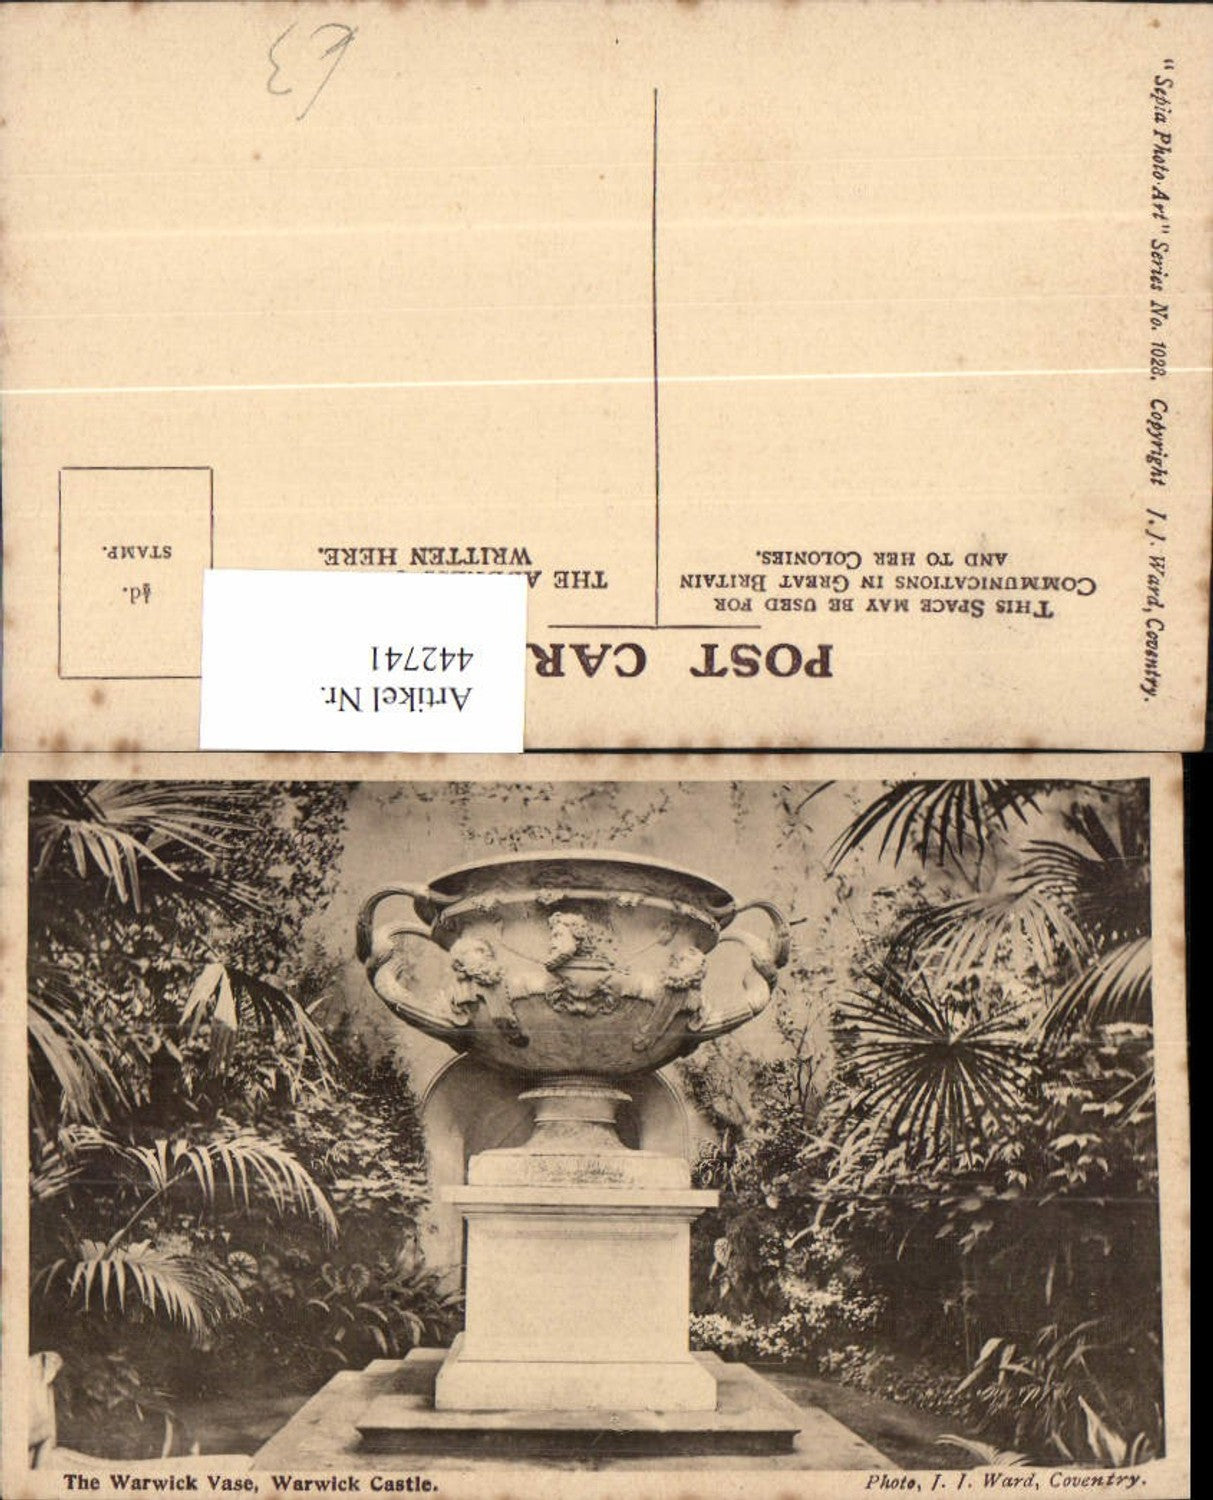 "Sepia Photo-Art" Series No. 1028. Copyright J. J. Ward, Coventry.
POST CAR
THIS SPACE MAY BE USED FOR
COMMUNICATIONS IN GREAT BRITAIN
AND TO HER COLONIES.
THE
WRITTEN HERE.
½d.
STAMP.
Artikel Nr.
442741
The Warwick Vase, Warwick Castle.
Photo, J. J. Ward, Coventry.